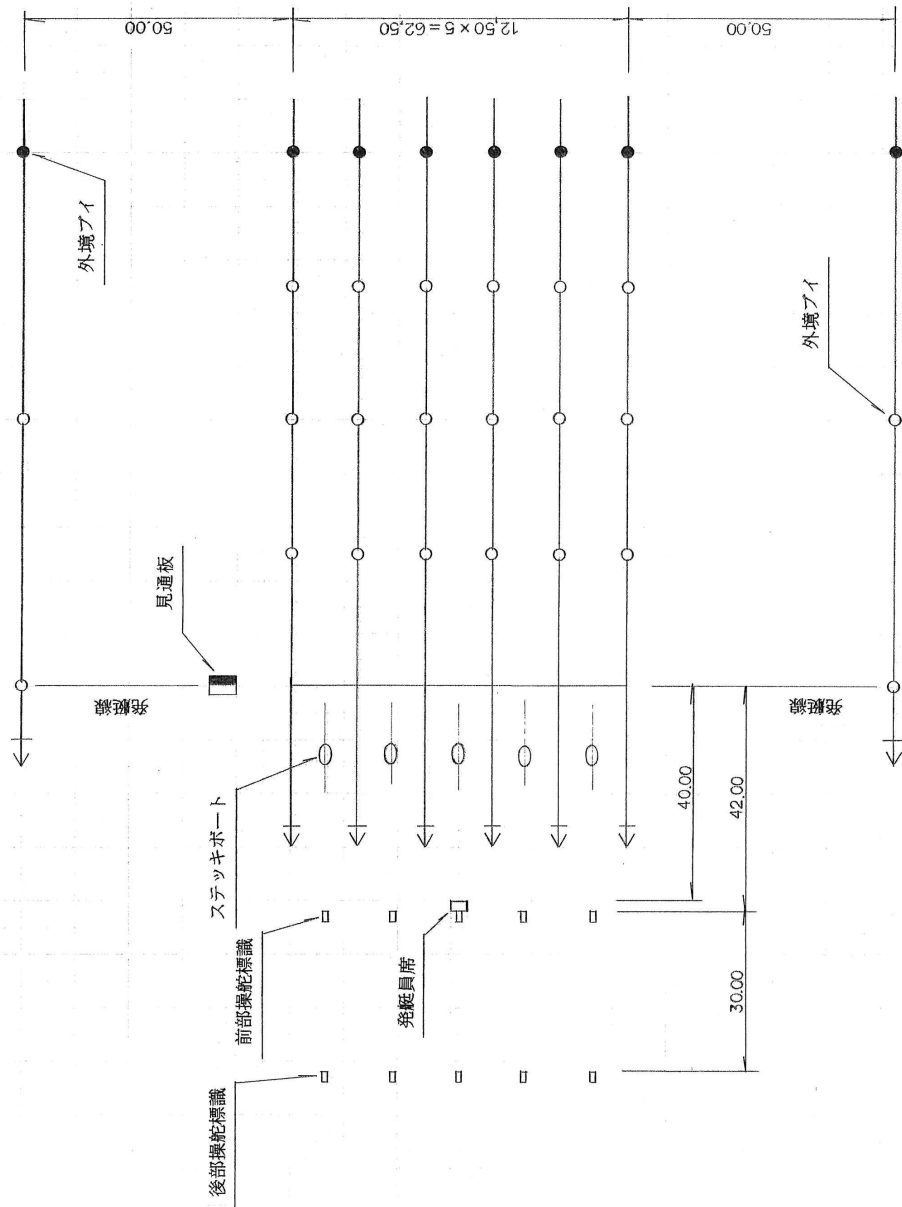 50.00
12,50 × 5 = 62,50
50.00
外境ブイ
外境ブイ
見通板
発艇線
発艇線
ステッキボート
40.00
42.00
前部操舵標識
発艇員席
30.00
後部操舵標識